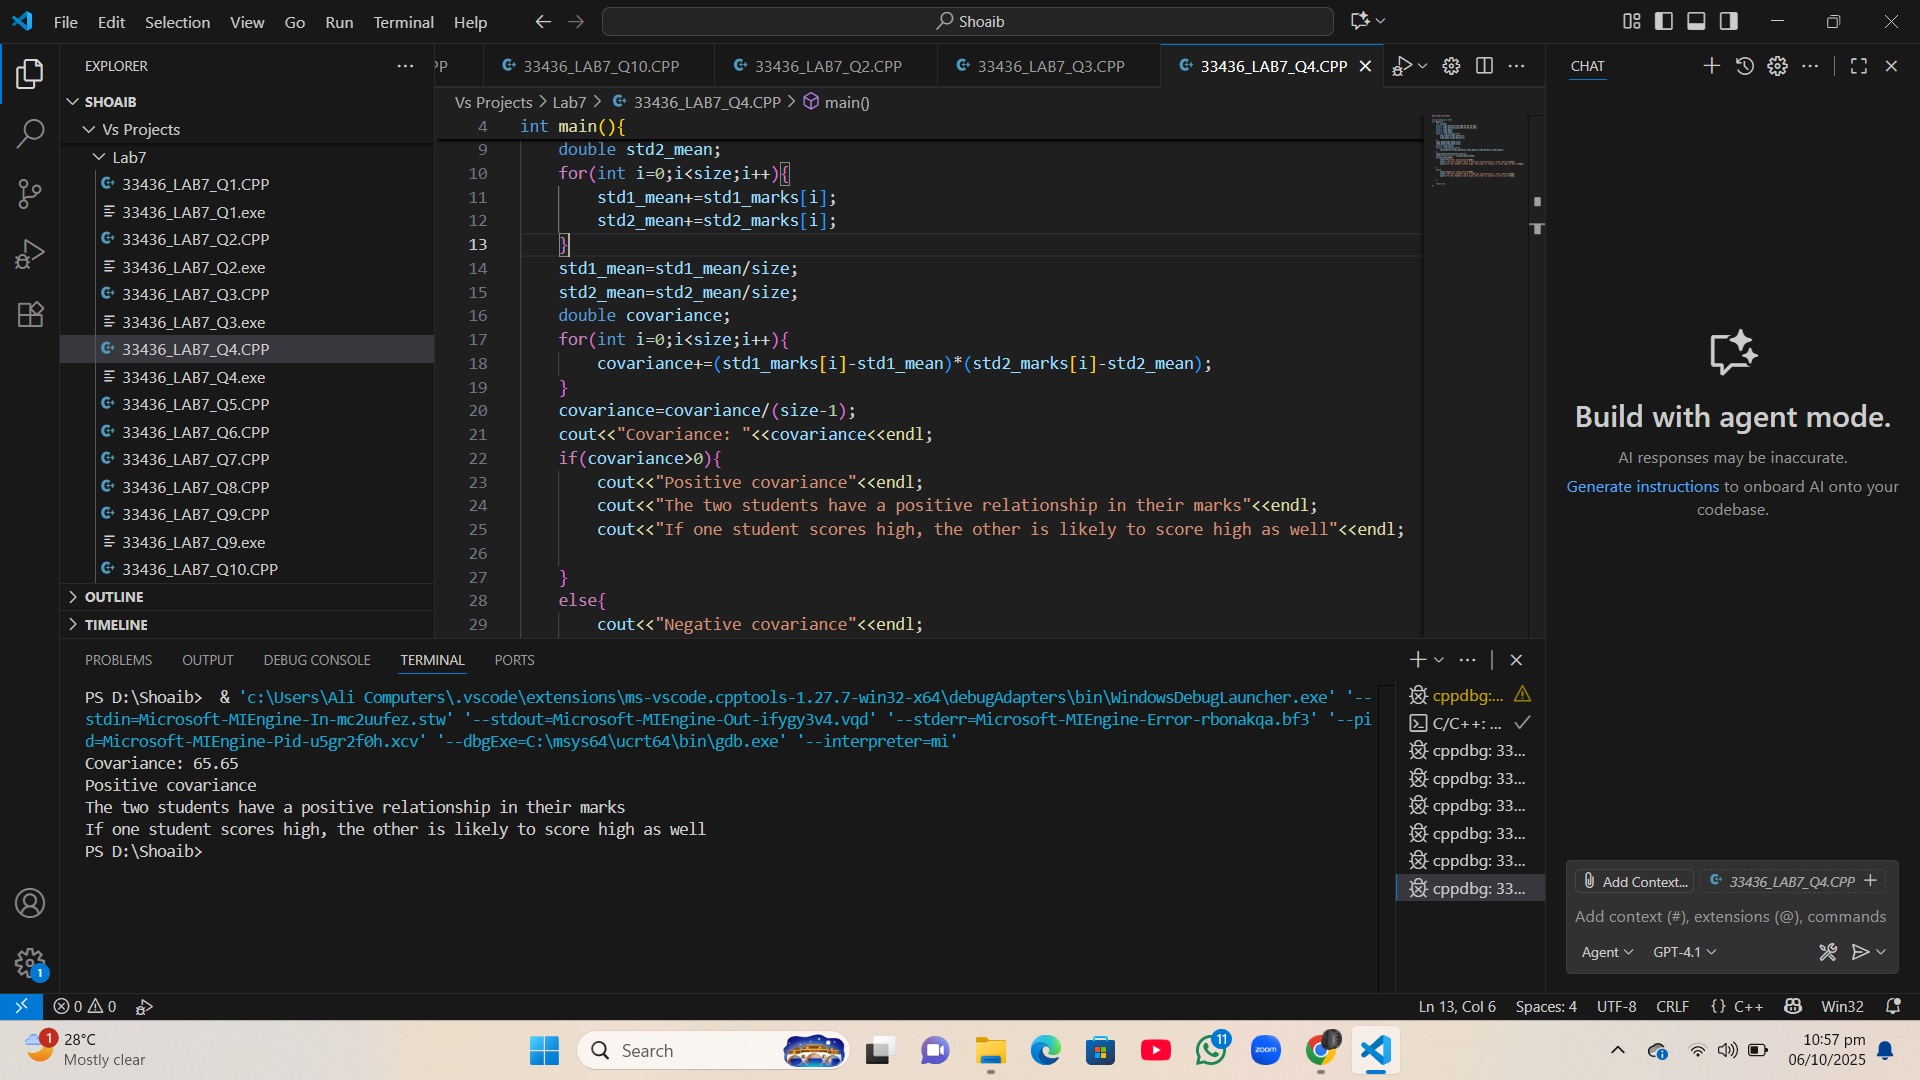 File Edit Selection View Go Run Terminal Help
Shoaib
EXPLORER
SHOAIB
Vs Projects
Lab7
33436_LAB7_Q1.CPP
33436_LAB7_Q1.exe
33436_LAB7_Q2.CPP
33436_LAB7_Q2.exe
33436_LAB7_Q3.CPP
33436_LAB7_Q3.exe
33436_LAB7_Q4.CPP
33436_LAB7_Q4.exe
33436_LAB7_Q5.CPP
33436_LAB7_Q6.CPP
33436_LAB7_Q7.CPP
33436_LAB7_Q8.CPP
33436_LAB7_Q9.CPP
33436_LAB7_Q9.exe
33436_LAB7_Q10.CPP
OUTLINE
TIMELINE
PP 33436_LAB7_Q10.CPP 33436_LAB7_Q2.CPP 33436_LAB7_Q3.CPP 33436_LAB7_Q4.CPP
Vs Projects > Lab7 > 33436_LAB7_Q4.CPP > main()
4 int main(){
9 double std2_mean;
10 for(int i=0;i<size;i++){
11 std1_mean+=std1_marks[i];
12 std2_mean+=std2_marks[i];
13 }
14 std1_mean=std1_mean/size;
15 std2_mean=std2_mean/size;
16 double covariance;
17 for(int i=0;i<size;i++){
18 covariance+=(std1_marks[i]-std1_mean)*(std2_marks[i]-std2_mean);
19 }
20 covariance=covariance/(size-1);
21 cout<<"Covariance: "<<covariance<<endl;
22 if(covariance>0){
23 cout<<"Positive covariance"<<endl;
24 cout<<"The two students have a positive relationship in their marks"<<endl;
25 cout<<"If one student scores high, the other is likely to score high as well"<<endl;
26
27 }
28 else{
29 cout<<"Negative covariance"<<endl;
PROBLEMS OUTPUT DEBUG CONSOLE TERMINAL PORTS
PS D:\Shoaib> & 'c:\Users\Ali Computers\.vscode\extensions\ms-vscode.cpptools-1.27.7-win32-x64\debugAdapters\bin\WindowsDebugLauncher.exe' '--
stdin=Microsoft-MIEngine-In-mc2uufez.stw' '--stdout=Microsoft-MIEngine-Out-ifygy3v4.vqd' '--stderr=Microsoft-MIEngine-Error-rbonakqa.bf3' '--pi
d=Microsoft-MIEngine-Pid-u5gr2f0h.xcv' '--dbgExe=C:\msys64\ucrt64\bin\gdb.exe' '--interpreter=mi'
Covariance: 65.65
Positive covariance
The two students have a positive relationship in their marks
If one student scores high, the other is likely to score high as well
PS D:\Shoaib>
cppdbg:...
C/C++: ...
cppdbg: 33...
cppdbg: 33...
cppdbg: 33...
cppdbg: 33...
cppdbg: 33...
cppdbg: 33...
CHAT
Build with agent mode.
AI responses may be inaccurate.
Generate instructions to onboard AI onto your
codebase.
Add Context... 33436_LAB7_Q4.CPP
Add context (#), extensions (@), commands
Agent GPT-4.1
1
0 0
Ln 13, Col 6 Spaces: 4 UTF-8 CRLF {} C++ Win32
1
28°C
Mostly clear
Search
zoom
11
10:57 pm
06/10/2025